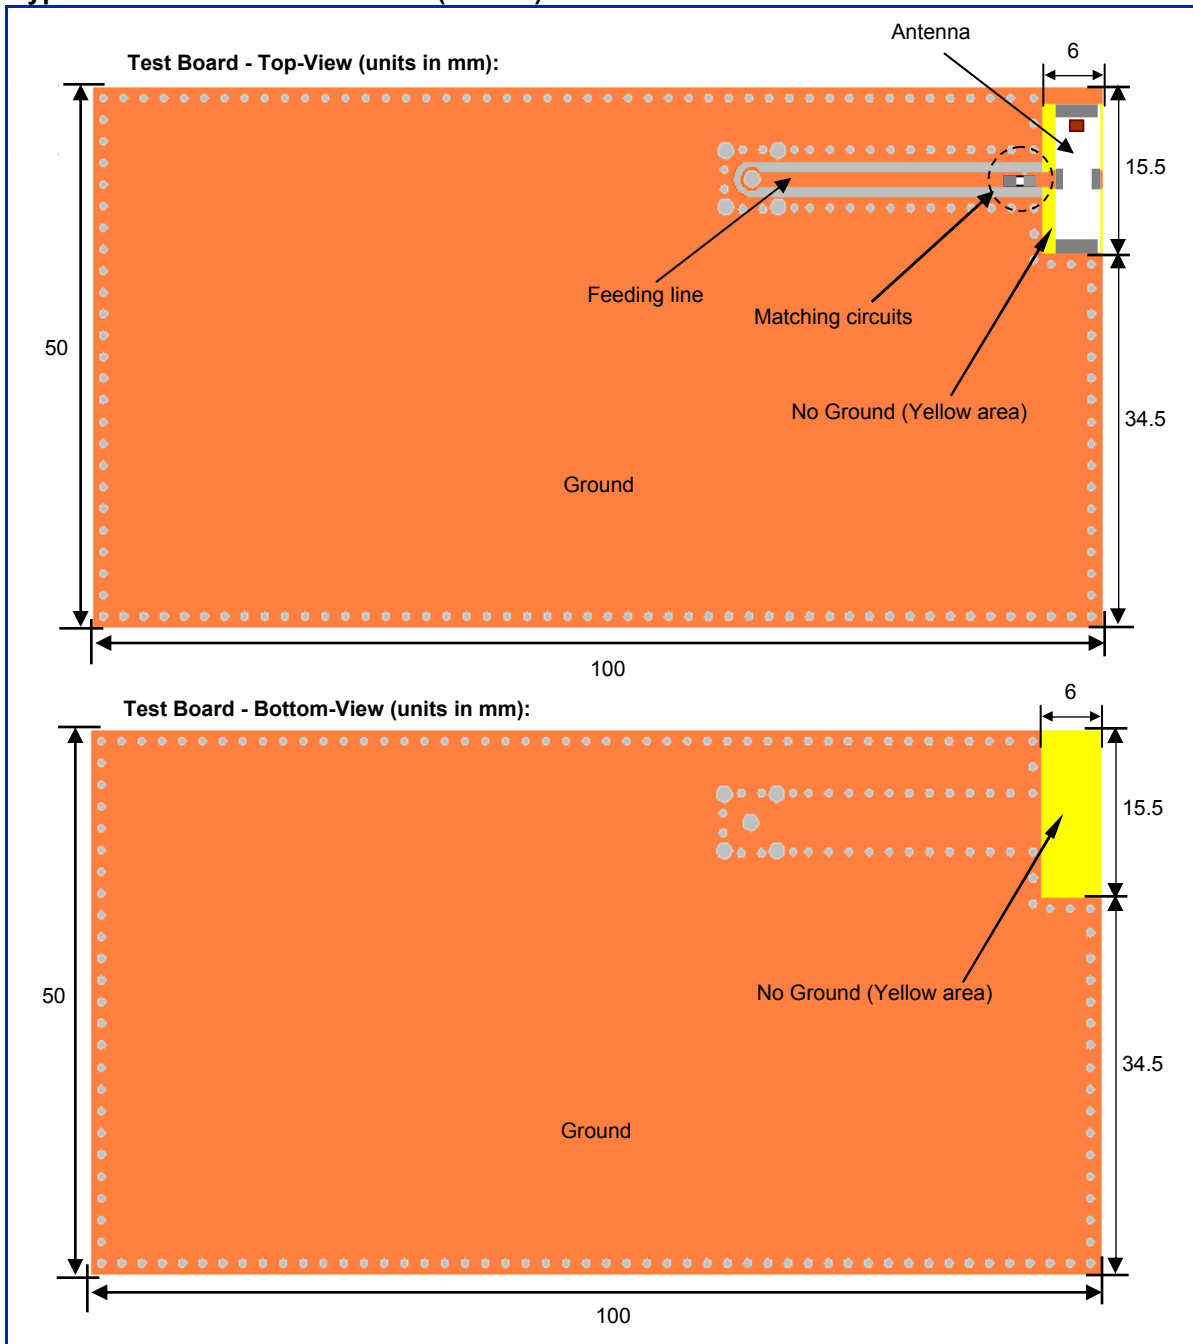 Antenna
6
Test Board - Top-View (units in mm):
15.5
Feeding line
Matching circuits
50
No Ground (Yellow area)
34.5
Ground
100
6
Test Board - Bottom-View (units in mm):
15.5
No Ground (Yellow area)
50
34.5
Ground
100